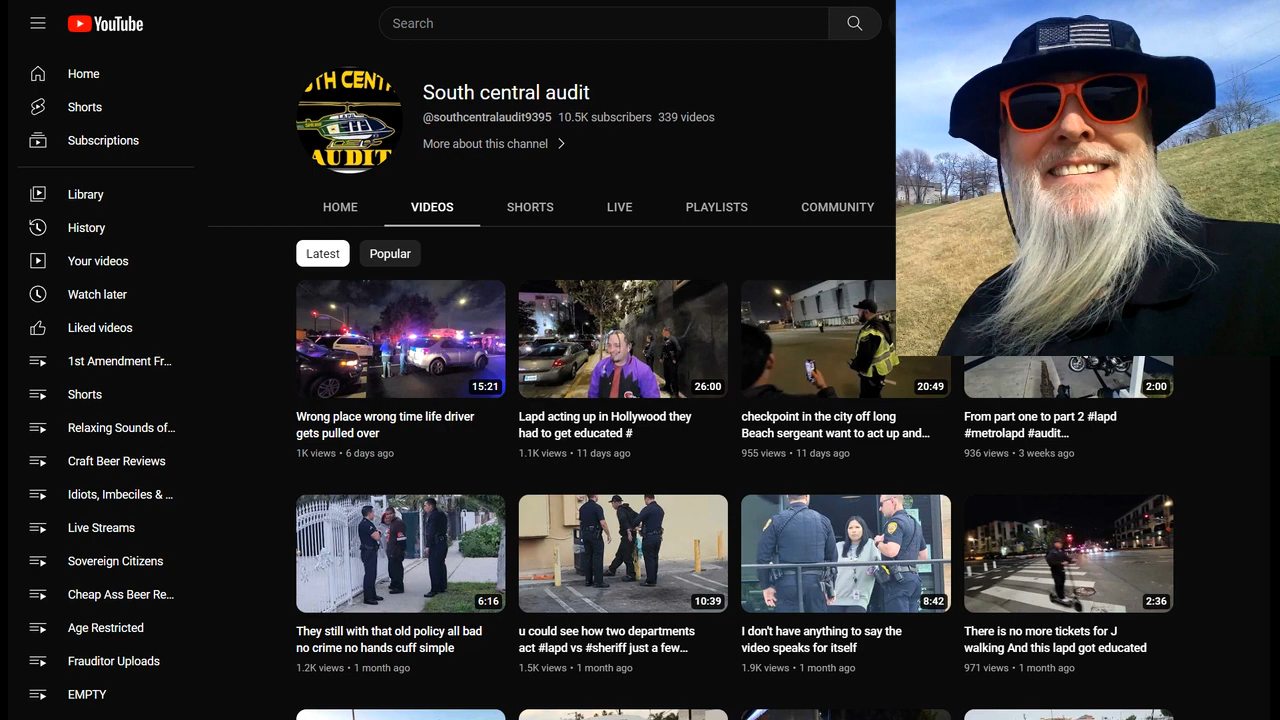 YouTube
Search
Home
Shorts
Subscriptions
Library
History
Your videos
Watch later
Liked videos
1st Amendment Fr...
Shorts
Relaxing Sounds of...
Craft Beer Reviews
Idiots, Imbeciles & ...
Live Streams
Sovereign Citizens
Cheap Ass Beer Re...
Age Restricted
Frauditor Uploads
EMPTY
TH CENT
AUDIT
South central audit
@southcentralaudit9395 10.5K subscribers 339 videos
More about this channel
HOME VIDEOS SHORTS LIVE PLAYLISTS COMMUNITY
Latest Popular
15:21
Wrong place wrong time life driver
gets pulled over
1K views • 6 days ago
26:00
Lapd acting up in Hollywood they
had to get educated #
1.1K views • 11 days ago
20:49
checkpoint in the city off long
Beach sergeant want to act up and...
955 views • 11 days ago
2:00
From part one to part 2 #lapd
#metrolapd #audit...
936 views • 3 weeks ago
6:16
They still with that old policy all bad
no crime no hands cuff simple
1.2K views • 1 month ago
10:39
u could see how two departments
act #lapd vs #sheriff just a few...
1.5K views • 1 month ago
8:42
I don't have anything to say the
video speaks for itself
1.9K views • 1 month ago
2:36
There is no more tickets for J
walking And this lapd got educated
971 views • 1 month ago